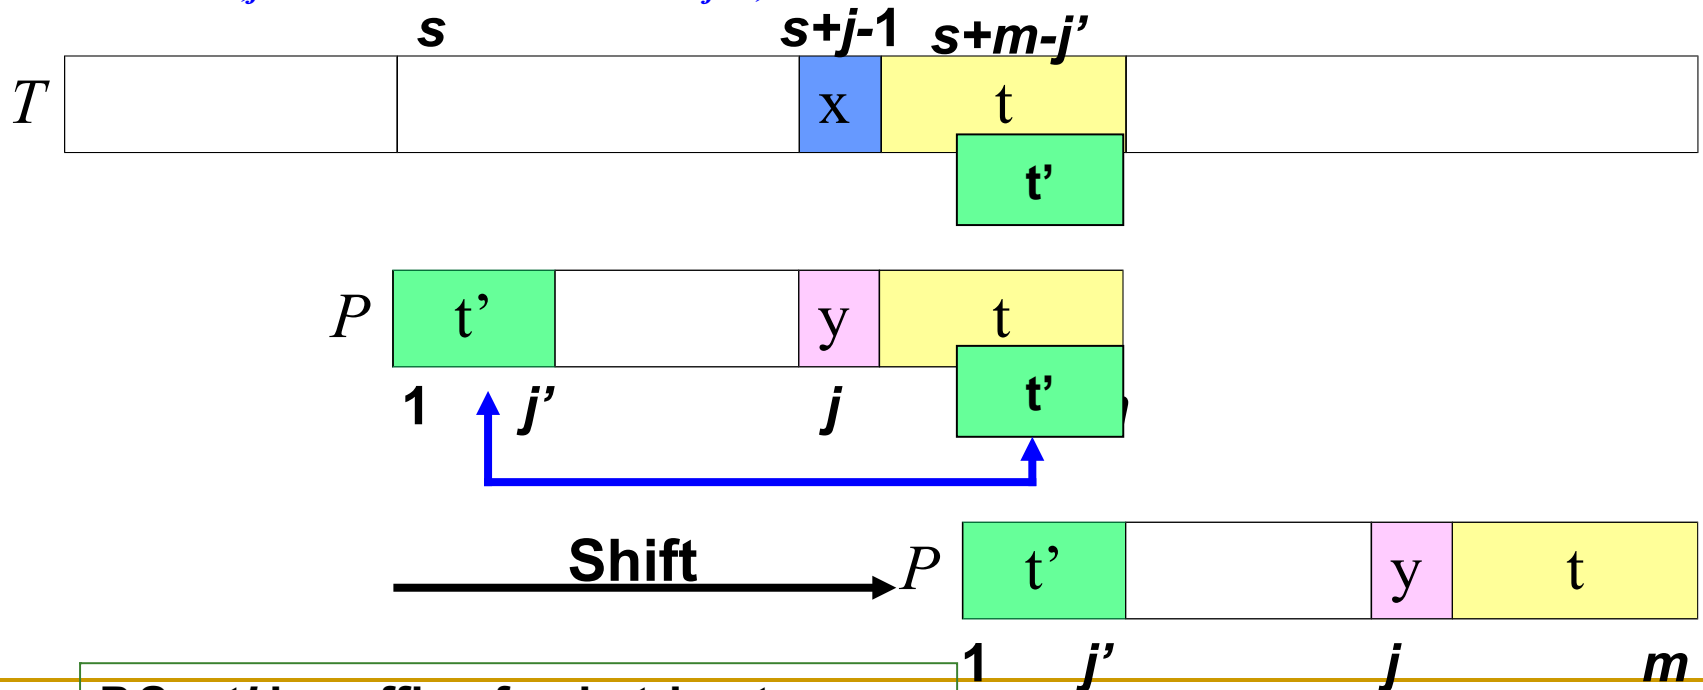 s s+j-1 s+m-j’
T x t
t’
P t’ y t
t’
1 j’ j
Shift P t’ y t
1 j’ j m